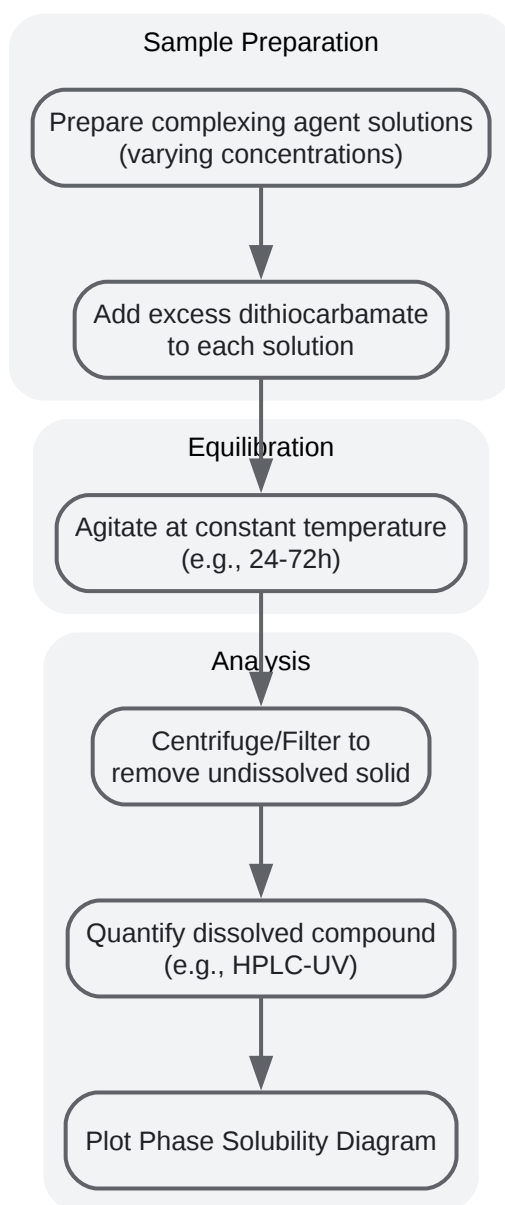 Sample Preparation
Prepare complexing agent solutions
(varying concentrations)
Add excess dithiocarbamate
to each solution
Equilibration
Agitate at constant temperature
(e.g., 24-72h)
Analysis
Centrifuge/Filter to
remove undissolved solid
Quantify dissolved compound
(e.g., HPLC-UV)
Plot Phase Solubility Diagram